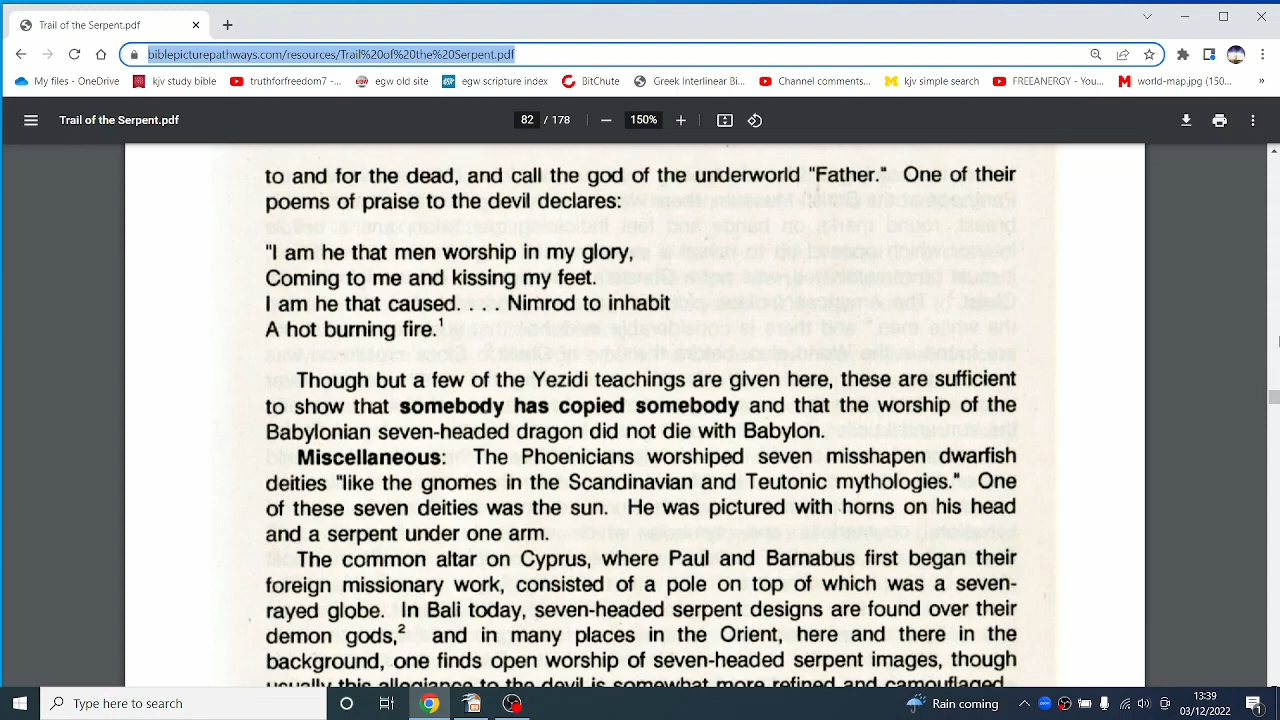 Trail of the Serpent.pdf
biblepicturepathways.com/resources/Trail%20of%20the%20Serpent.pdf
My files - OneDrive kjv study bible truthforfreedom7 -... egw old site egw scripture index BitChute Greek Interlinear Bi... Channel comments... kjv simple search FREEANERGY - You... world-map.jpg (150...
Trail of the Serpent.pdf 82 / 178 150%
to and for the dead, and call the god of the underworld "Father." One of their
poems of praise to the devil declares:
"I am he that men worship in my glory,
Coming to me and kissing my feet.
I am he that caused. . . . Nimrod to inhabit
A hot burning fire.1
Though but a few of the Yezidi teachings are given here, these are sufficient
to show that somebody has copied somebody and that the worship of the
Babylonian seven-headed dragon did not die with Babylon.
Miscellaneous: The Phoenicians worshiped seven misshapen dwarfish
deities "like the gnomes in the Scandinavian and Teutonic mythologies." One
of these seven deities was the sun. He was pictured with horns on his head
and a serpent under one arm.
The common altar on Cyprus, where Paul and Barnabus first began their
foreign missionary work, consisted of a pole on top of which was a seven-
rayed globe. In Bali today, seven-headed serpent designs are found over their
demon gods,2 and in many places in the Orient, here and there in the
background, one finds open worship of seven-headed serpent images, though
usually this allegiance to the devil is somewhat more refined and camouflaged.
Type here to search Rain coming 13:39
03/12/2022